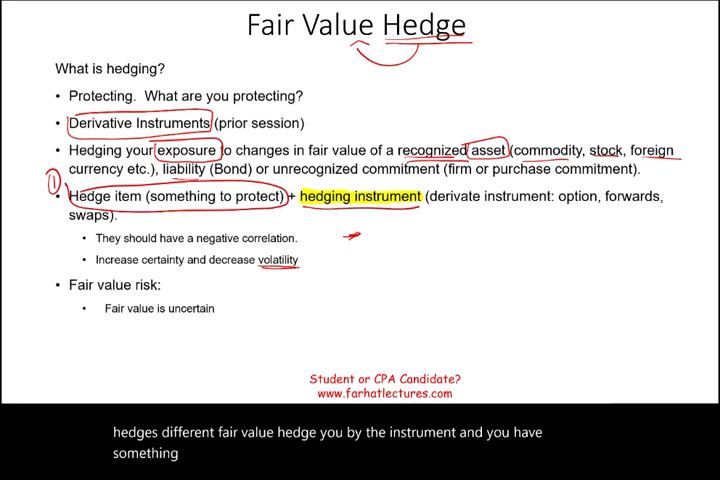 Fair Value Hedge
What is hedging?
• Protecting. What are you protecting?
• Derivative Instruments (prior session)
• Hedging your exposure to changes in fair value of a recognized asset (commodity, stock, foreign
currency etc.), liability (Bond) or unrecognized commitment (firm or purchase commitment).
1
• Hedge item (something to protect) + hedging instrument (derivate instrument: option, forwards,
swaps).
• They should have a negative correlation.
• Increase certainty and decrease volatility
• Fair value risk:
• Fair value is uncertain
Student or CPA Candidate?
www.farhatlectures.com
hedges different fair value hedge you by the instrument and you have
something